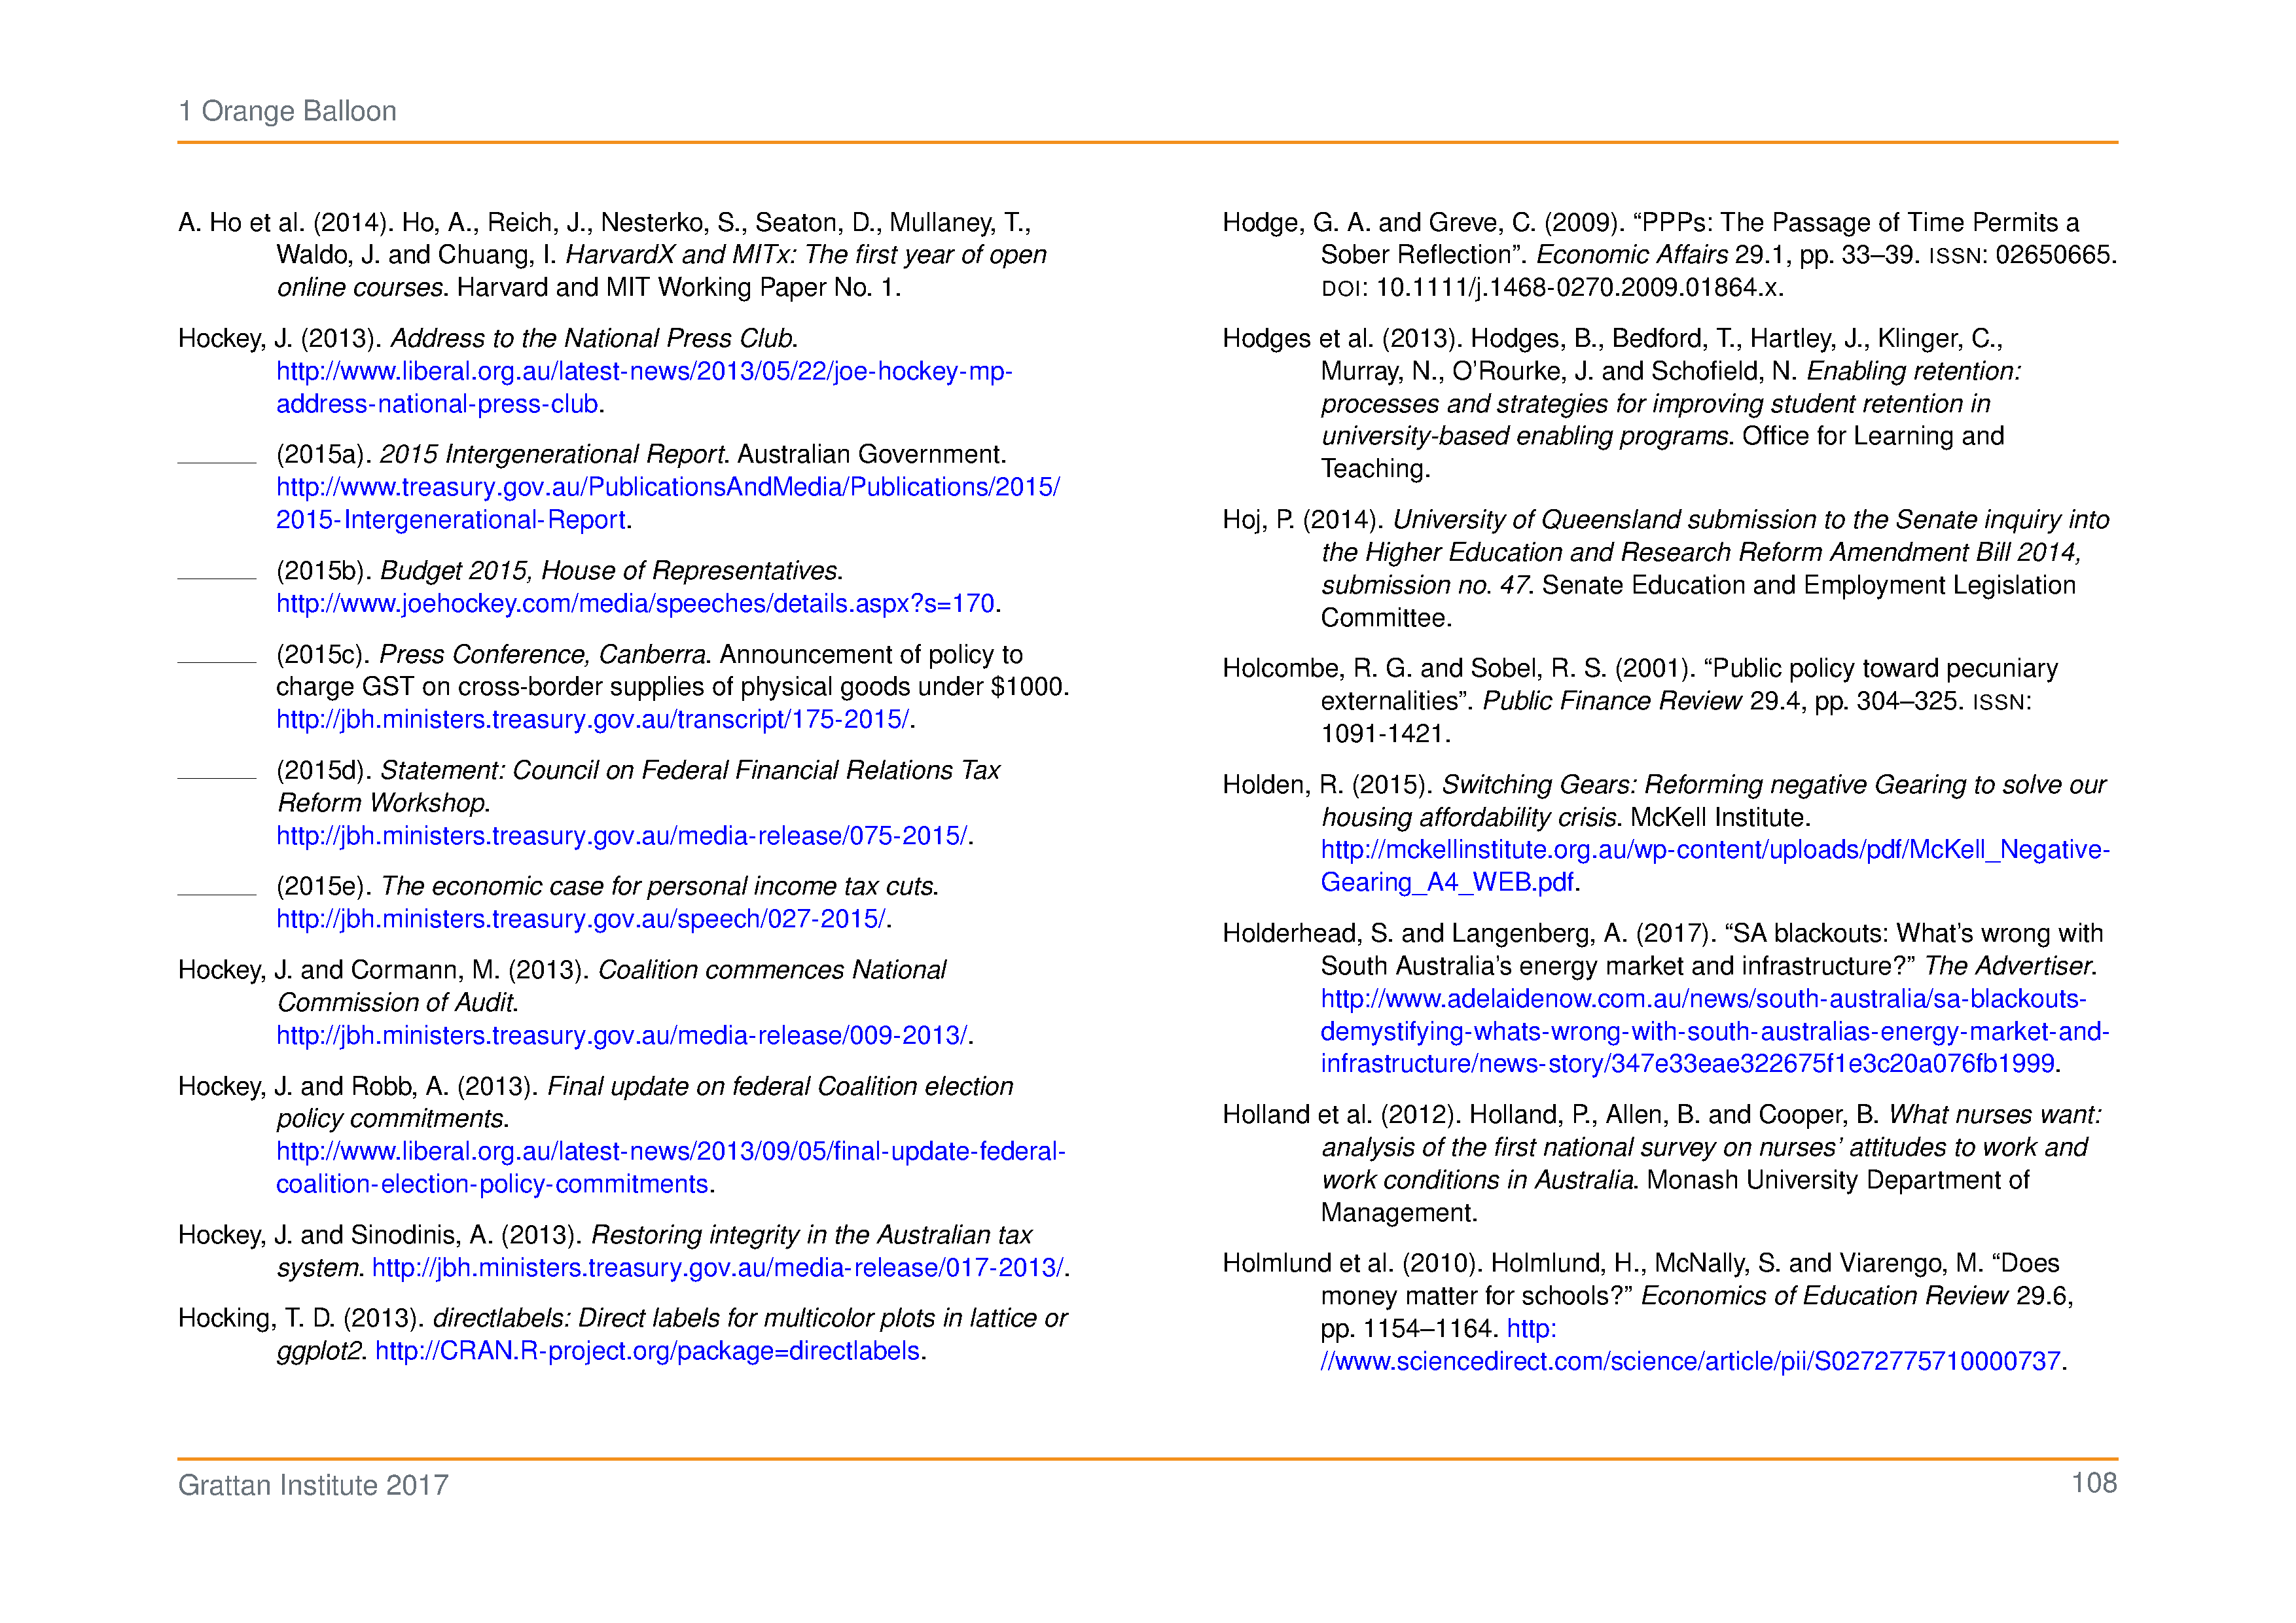 1 Orange Balloon
A. Ho et al. (2014). Ho, A., Reich, J., Nesterko, S., Seaton, D., Mullaney, T.,
Waldo, J. and Chuang, I. HarvardX and MITx: The first year of open
online courses. Harvard and MIT Working Paper No. 1.
Hockey, J. (2013). Address to the National Press Club.
http://www.liberal.org.au/latest-news/2013/05/22/joe-hockey-mp-
address-national-press-club.
(2015a). 2015 Intergenerational Report. Australian Government.
http://www.treasury.gov.au/PublicationsAndMedia/Publications/2015/
2015-Intergenerational-Report.
(2015b). Budget 2015, House of Representatives.
http://www.joehockey.com/media/speeches/details.aspx?s=170.
(2015c). Press Conference, Canberra. Announcement of policy to
charge GST on cross-border supplies of physical goods under $1000.
http://jbh.ministers.treasury.gov.au/transcript/175-2015/.
(2015d). Statement: Council on Federal Financial Relations Tax
Reform Workshop.
http://jbh.ministers.treasury.gov.au/media-release/075-2015/.
(2015e). The economic case for personal income tax cuts.
http://jbh.ministers.treasury.gov.au/speech/027-2015/.
Hockey, J. and Cormann, M. (2013). Coalition commences National
Commission of Audit.
http://jbh.ministers.treasury.gov.au/media-release/009-2013/.
Hockey, J. and Robb, A. (2013). Final update on federal Coalition election
policy commitments.
http://www.liberal.org.au/latest-news/2013/09/05/final-update-federal-
coalition-election-policy-commitments.
Hockey, J. and Sinodinis, A. (2013). Restoring integrity in the Australian tax
system. http://jbh.ministers.treasury.gov.au/media-release/017-2013/.
Hocking, T. D. (2013). directlabels: Direct labels for multicolor plots in lattice or
ggplot2. http://CRAN.R-project.org/package=directlabels.
Hodge, G. A. and Greve, C. (2009). “PPPs: The Passage of Time Permits a
Sober Reflection”. Economic Affairs 29.1, pp. 33–39. ISSN: 02650665.
DOI: 10.1111/j.1468-0270.2009.01864.x.
Hodges et al. (2013). Hodges, B., Bedford, T., Hartley, J., Klinger, C.,
Murray, N., O’Rourke, J. and Schofield, N. Enabling retention:
processes and strategies for improving student retention in
university-based enabling programs. Office for Learning and
Teaching.
Hoj, P. (2014). University of Queensland submission to the Senate inquiry into
the Higher Education and Research Reform Amendment Bill 2014,
submission no. 47. Senate Education and Employment Legislation
Committee.
Holcombe, R. G. and Sobel, R. S. (2001). “Public policy toward pecuniary
externalities”. Public Finance Review 29.4, pp. 304–325. ISSN:
1091-1421.
Holden, R. (2015). Switching Gears: Reforming negative Gearing to solve our
housing affordability crisis. McKell Institute.
http://mckellinstitute.org.au/wp-content/uploads/pdf/McKell_Negative-
Gearing_A4_WEB.pdf.
Holderhead, S. and Langenberg, A. (2017). “SA blackouts: What’s wrong with
South Australia’s energy market and infrastructure?” The Advertiser.
http://www.adelaidenow.com.au/news/south-australia/sa-blackouts-
demystifying-whats-wrong-with-south-australias-energy-market-and-
infrastructure/news-story/347e33eae322675f1e3c20a076fb1999.
Holland et al. (2012). Holland, P., Allen, B. and Cooper, B. What nurses want:
analysis of the first national survey on nurses’ attitudes to work and
work conditions in Australia. Monash University Department of
Management.
Holmlund et al. (2010). Holmlund, H., McNally, S. and Viarengo, M. “Does
money matter for schools?” Economics of Education Review 29.6,
pp. 1154–1164. http:
//www.sciencedirect.com/science/article/pii/S0272775710000737.
Grattan Institute 2017
108